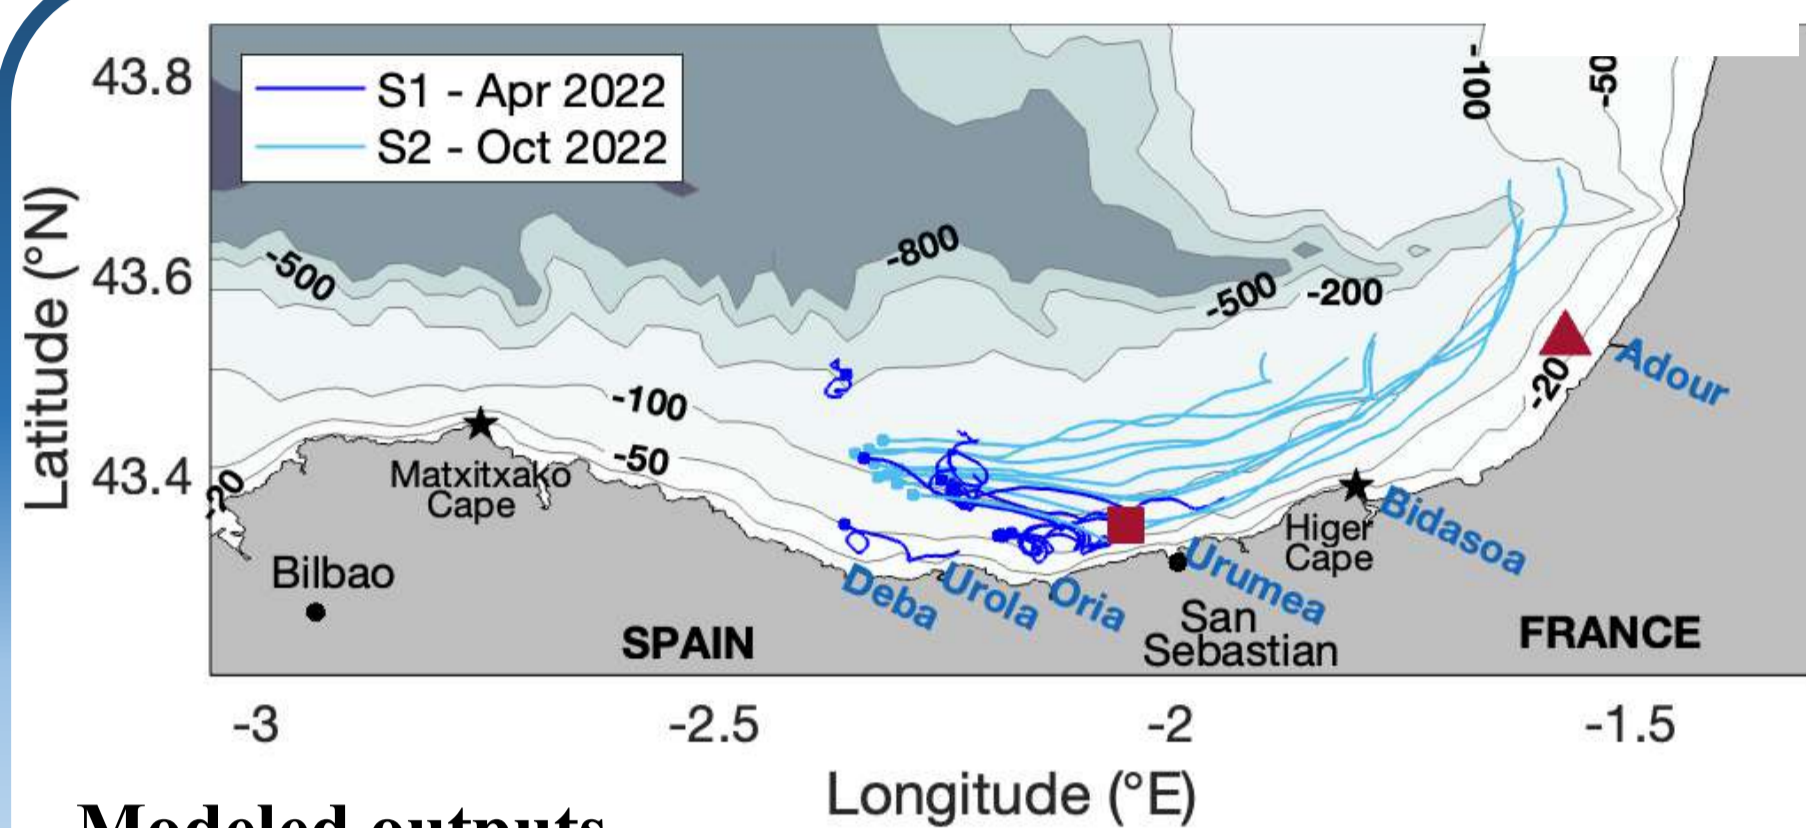 43.8
43.6
43.4
Latitude (°N)
S1 - Apr 2022
S2 - Oct 2022
-100
-50
-500
-800
-500
-200
-100
-50
-20
-20
Adour
Matxitxako
Cape
Higer
Cape
Bidasoa
Bilbao
Deba
Urola
Oria
Urumea
San
Sebastian
SPAIN
FRANCE
-3
-2.5
-2
-1.5
Longitude (°E)
Modeled outputs